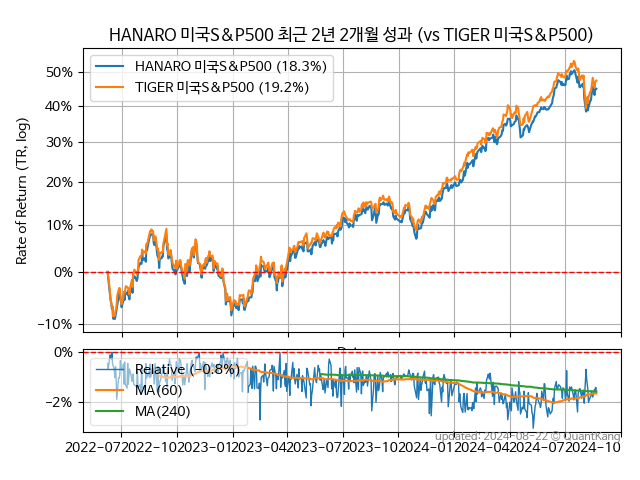 HANARO 미국S&P500 최근 2년 2개월 성과 (vs TIGER 미국S&P500)
Rate of Return (TR, log)
50%
40%
30%
20%
10%
0%
−10%
HANARO 미국S&P500 (18.3%)
TIGER 미국S&P500 (19.2%)
0%
−2%
Relative (−0.8%)
MA(60)
MA(240)
2022-07 2022-10 2023-01 2023-04 2023-07 2023-10 2024-01 2024-04 2024-07 2024-10
updated: 2024-08-22 © QuantKang